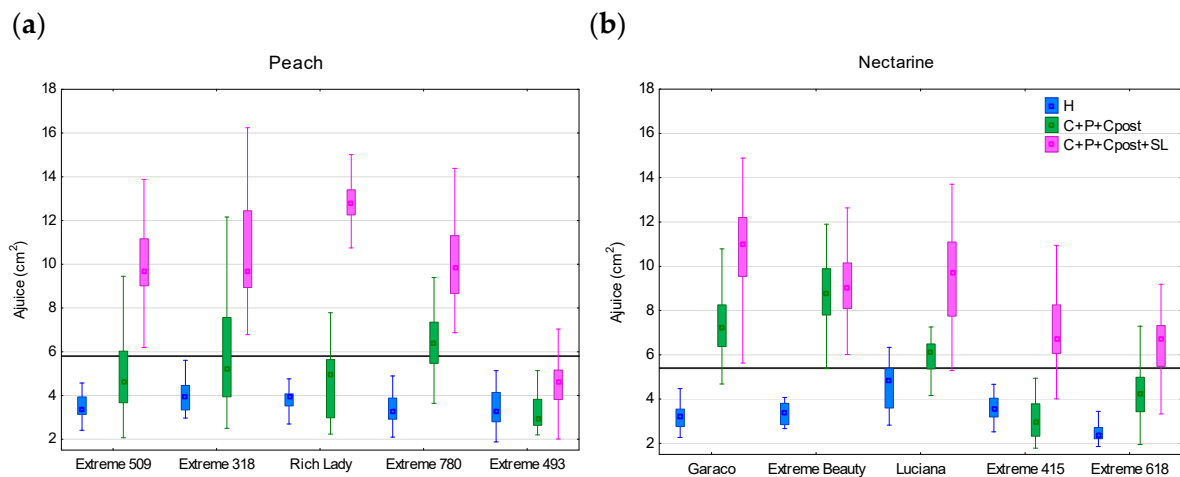 (a)
Peach
Ajuice (cm²)
18
16
14
12
10
8
6
4
2
Extreme 509 Extreme 318 Rich Lady Extreme 780 Extreme 493
(b)
Nectarine
Ajuice (cm²)
18
16
14
12
10
8
6
4
2
H
C+P+Cpost
C+P+Cpost+SL
Garaco Extreme Beauty Luciana Extreme 415 Extreme 618